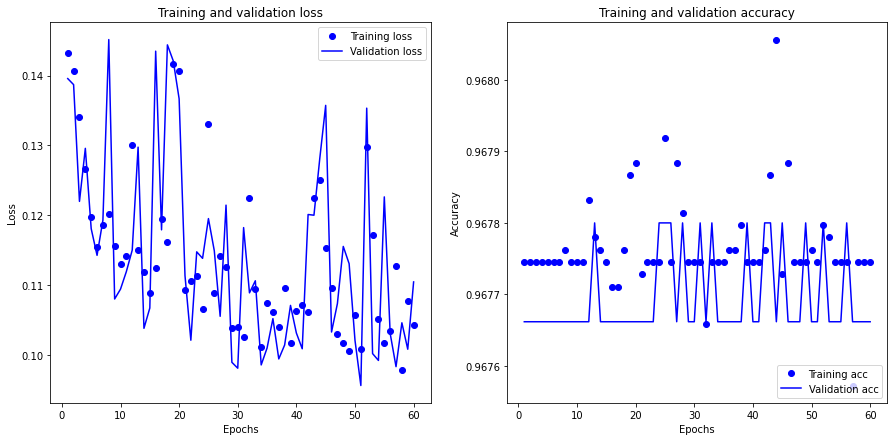 Training and validation loss
Training loss
Validation loss
0.14
0.13
0.12
0.11
0.10
Loss
0 10 20 30 40 50 60
Epochs
Training and validation accuracy
0.9680
0.9679
0.9678
0.9677
0.9676
Accuracy
Training acc
Validation acc
0 10 20 30 40 50 60
Epochs